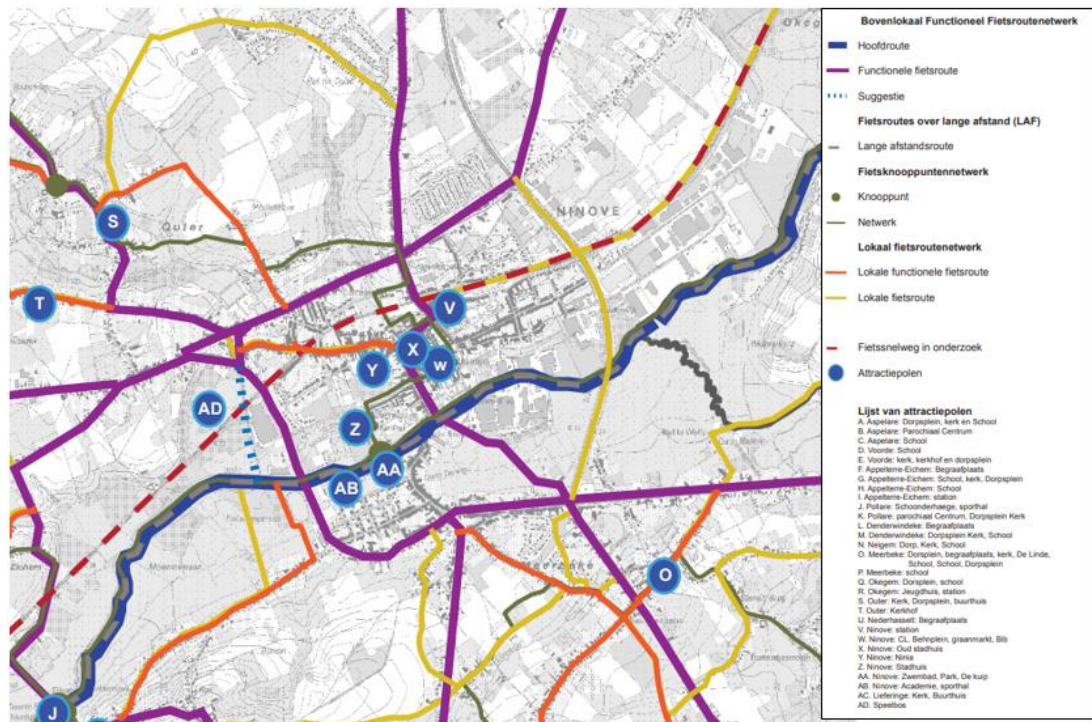 Okeg
NINOVE
Outer
S
T
V
X
W
Y
AD
Z
AA
AB
Meerbeke
O
J
Bovenlokaal Functioneel Fietsroutenetwerk
Hoofdroute
Functionele fietsroute
Suggestie
Fietsroutes over lange afstand (LAF)
Lange afstandsroute
Fietsknooppuntennetwerk
Knooppunt
Netwerk
Lokaal fietsroutenetwerk
Lokale functionele fietsroute
Lokale fietsroute
Fietssnelweg in onderzoek
Attractiepolen
Lijst van attractiepolen
A. Aspelare: Dorpsplein, kerk en School
B. Aspelare: Parochiaal Centrum
C. Aspelare: School
D. Voorde: School
E. Voorde: kerk, kerkhof en dorpsplein
F. Appelterre-Eichem: Begraafplaats
G. Appelterre-Eichem: School, kerk, Dorpsplein
H. Appelterre-Eichem: School
I. Appelterre-Eichem: station
J. Pollare: Schoonderhaege, sporthal
K. Pollare: parochiaal Centrum, Dorpsplein Kerk
L. Denderwindeke: Begraafplaats
M. Denderwindeke: Dorpsplein Kerk, School
N. Neigem: Dorp, Kerk, School
O. Meerbeke: Dorsplein, begraafplaats, kerk, De Linde,
School, School, Dorpsplein
P. Meerbeke: school
Q. Okegem: Dorsplein, school
R. Okegem: Jeugdhuis, station
S. Outer: Kerk, Dorpsplein, buurthuis
T. Outer: Kerkhof
U. Nederhasselt: Begraafplaats
V. Ninove: station
W. Ninove: CL. Behnplein, graanmarkt, Bib
X. Ninove: Oud stadhuis
Y. Ninove: Ninia
Z. Ninove: Stadhuis
AA. Ninove: Zwembad, Park, De kuip
AB. Ninove: Academie, sporthal
AC. Lieferinge: Kerk, Buurthuis
AD. Speelbos